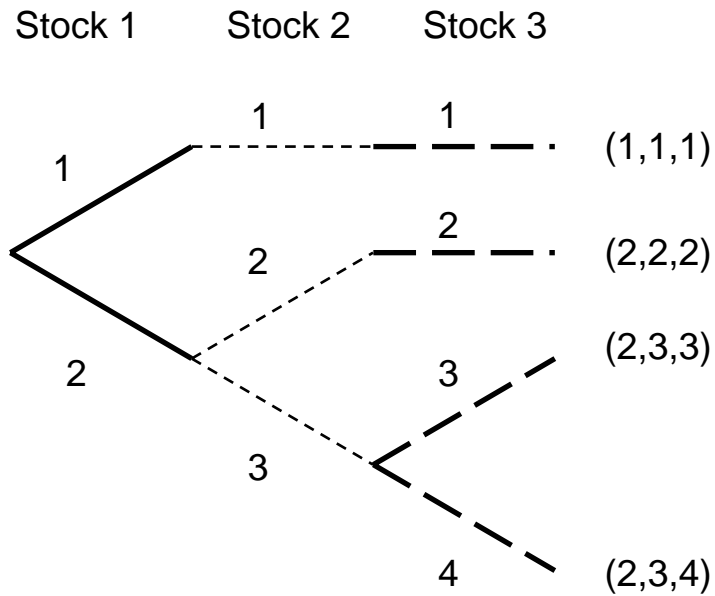 Stock 1 Stock 2 Stock 3
1 1 1 (1,1,1)
2 2 (2,2,2)
2 3 (2,3,3)
3
4 (2,3,4)